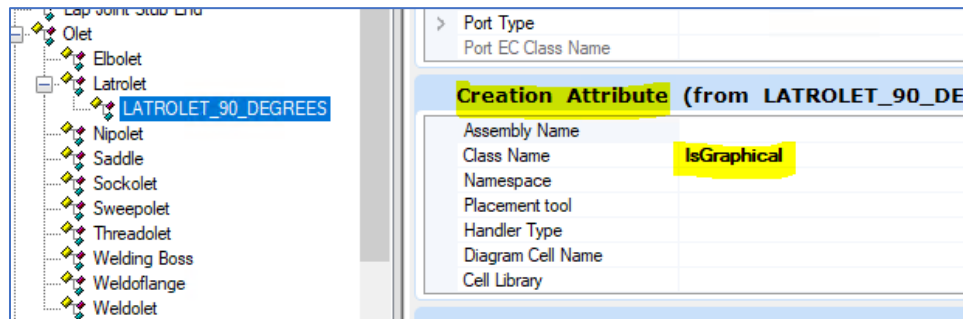 Lap Joint Stub End
Olet
Elbolet
Latrolet
LATROLET_90_DEGREES
Nipolet
Saddle
Sockolet
Sweepolet
Threadolet
Welding Boss
Weldoflange
Weldolet
Port Type
Port EC Class Name
Creation Attribute (from LATROLET_90_DE
Assembly Name
Class Name IsGraphical
Namespace
Placement tool
Handler Type
Diagram Cell Name
Cell Library